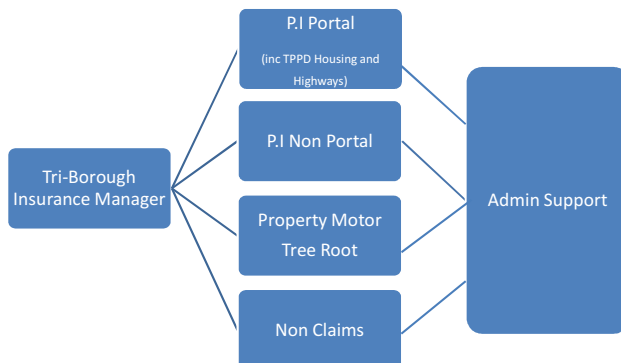 P.I Portal
(inc TPPD Housing and
Highways)
P.I Non Portal
Tri-Borough
Insurance Manager
Admin Support
Property Motor
Tree Root
Non Claims